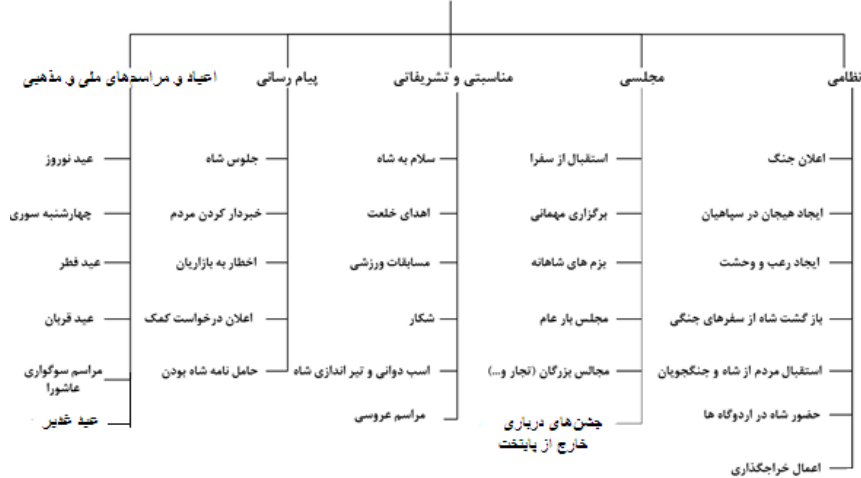 نظامی
اعلان جنگ
ایجاد هیجان در سپاهیان
ایجاد رعب و وحشت
باز گشت شاه از سفرهای جنگی
استقبال مردم از شاه و جنگجویان
حضور شاه در اردوگاه ها
اعمال خراجگذاری
مجلسی
استقبال از سفرا
برگزاری مهمانی
بزم های شاهانه
مجلس بار عام
مجالس بزرگان (تجار و...)
جشن‌های درباری
خارج از پایتخت
مناسبتی و تشریفاتی
سلام به شاه
اهدای خلعت
مسابقات ورزشی
شکار
اسب دوانی و تیر اندازی شاه
مراسم عروسی
پیام رسانی
جلوس شاه
خبردار کردن مردم
اخطار به بازاریان
اعلان درخواست کمک
حامل نامه شاه بودن
اعیاد و مراسم‌های ملی و مذهبی
عید نوروز
چهارشنبه سوری
عید فطر
عید قربان
مراسم سوگواری
عاشورا
عید غدیر